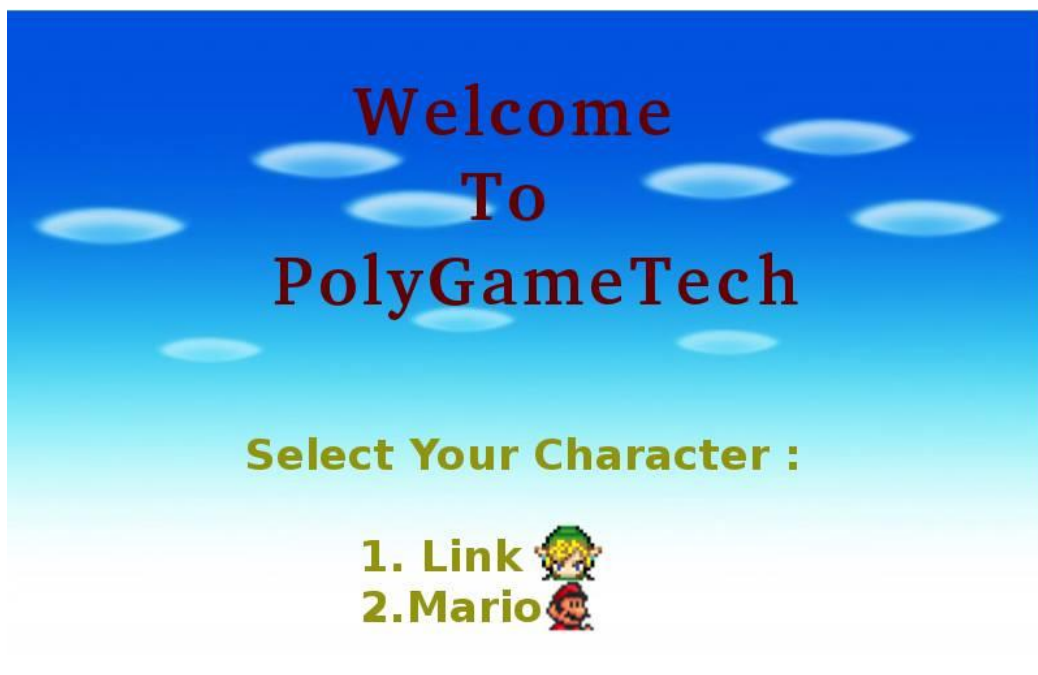 Welcome
To
PolyGameTech
Select Your Character :
1. Link
2.Mario